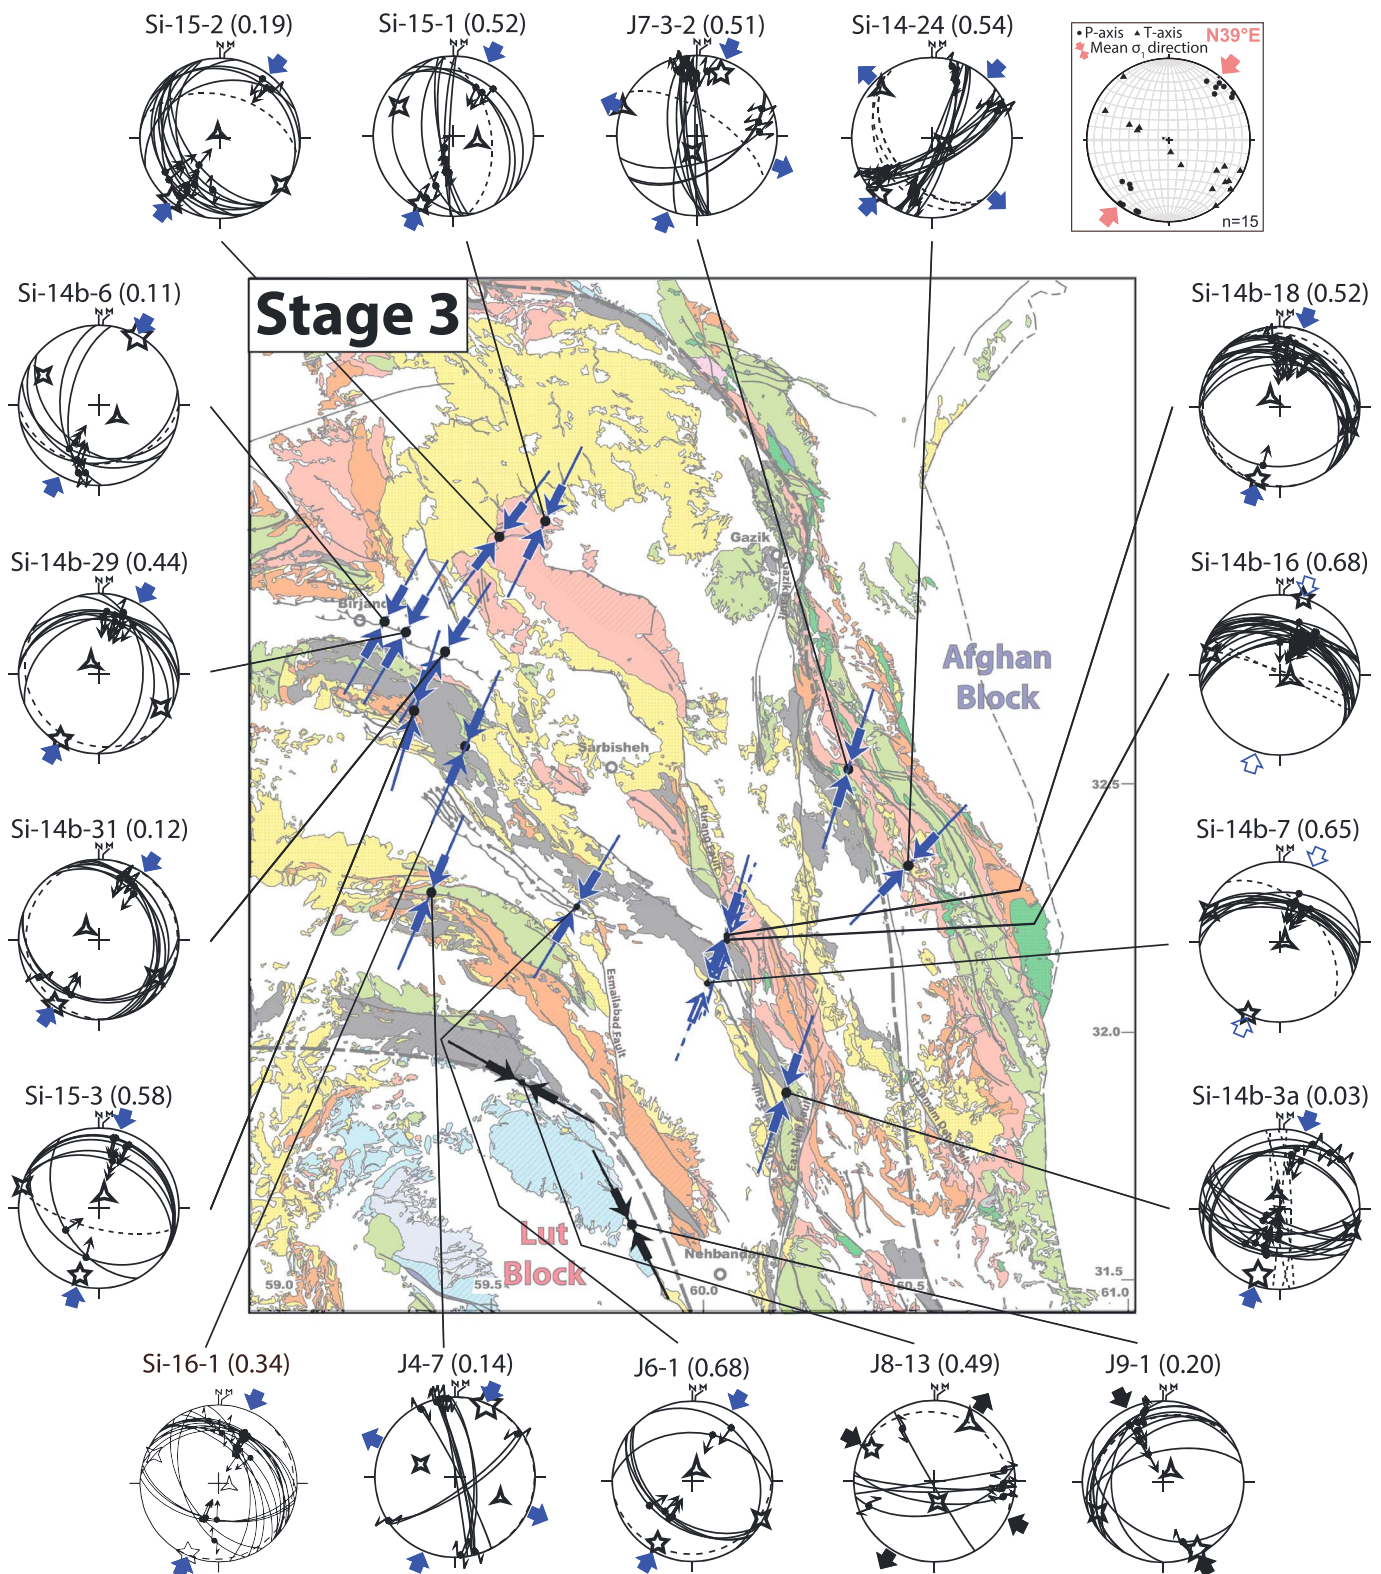 Si-15-2 (0.19)
Si-15-1 (0.52)
J7-3-2 (0.51)
Si-14-24 (0.54)
P-axis T-axis N39°E
Mean σ1 direction
n=15
N M
N M
N M
N M
Stage 3
Si-14b-6 (0.11)
N M
Si-14b-18 (0.52)
N M
Si-14b-29 (0.44)
N M
Si-14b-16 (0.68)
N M
Gazik
Gazik Fault
Birjand
Afghan
Block
Sarbisheh
32.5
Purang Fault
Si-14b-31 (0.12)
N M
Si-14b-7 (0.65)
N M
Esmailabad Fault
32.0
Si-15-3 (0.58)
N M
Si-14b-3a (0.03)
N M
Lut
Block
Nehbandan
31.5
59.0
59.5
60.0
60.5
61.0
Si-16-1 (0.34)
J4-7 (0.14)
J6-1 (0.68)
J8-13 (0.49)
J9-1 (0.20)
N M
N M
N M
N M
N M